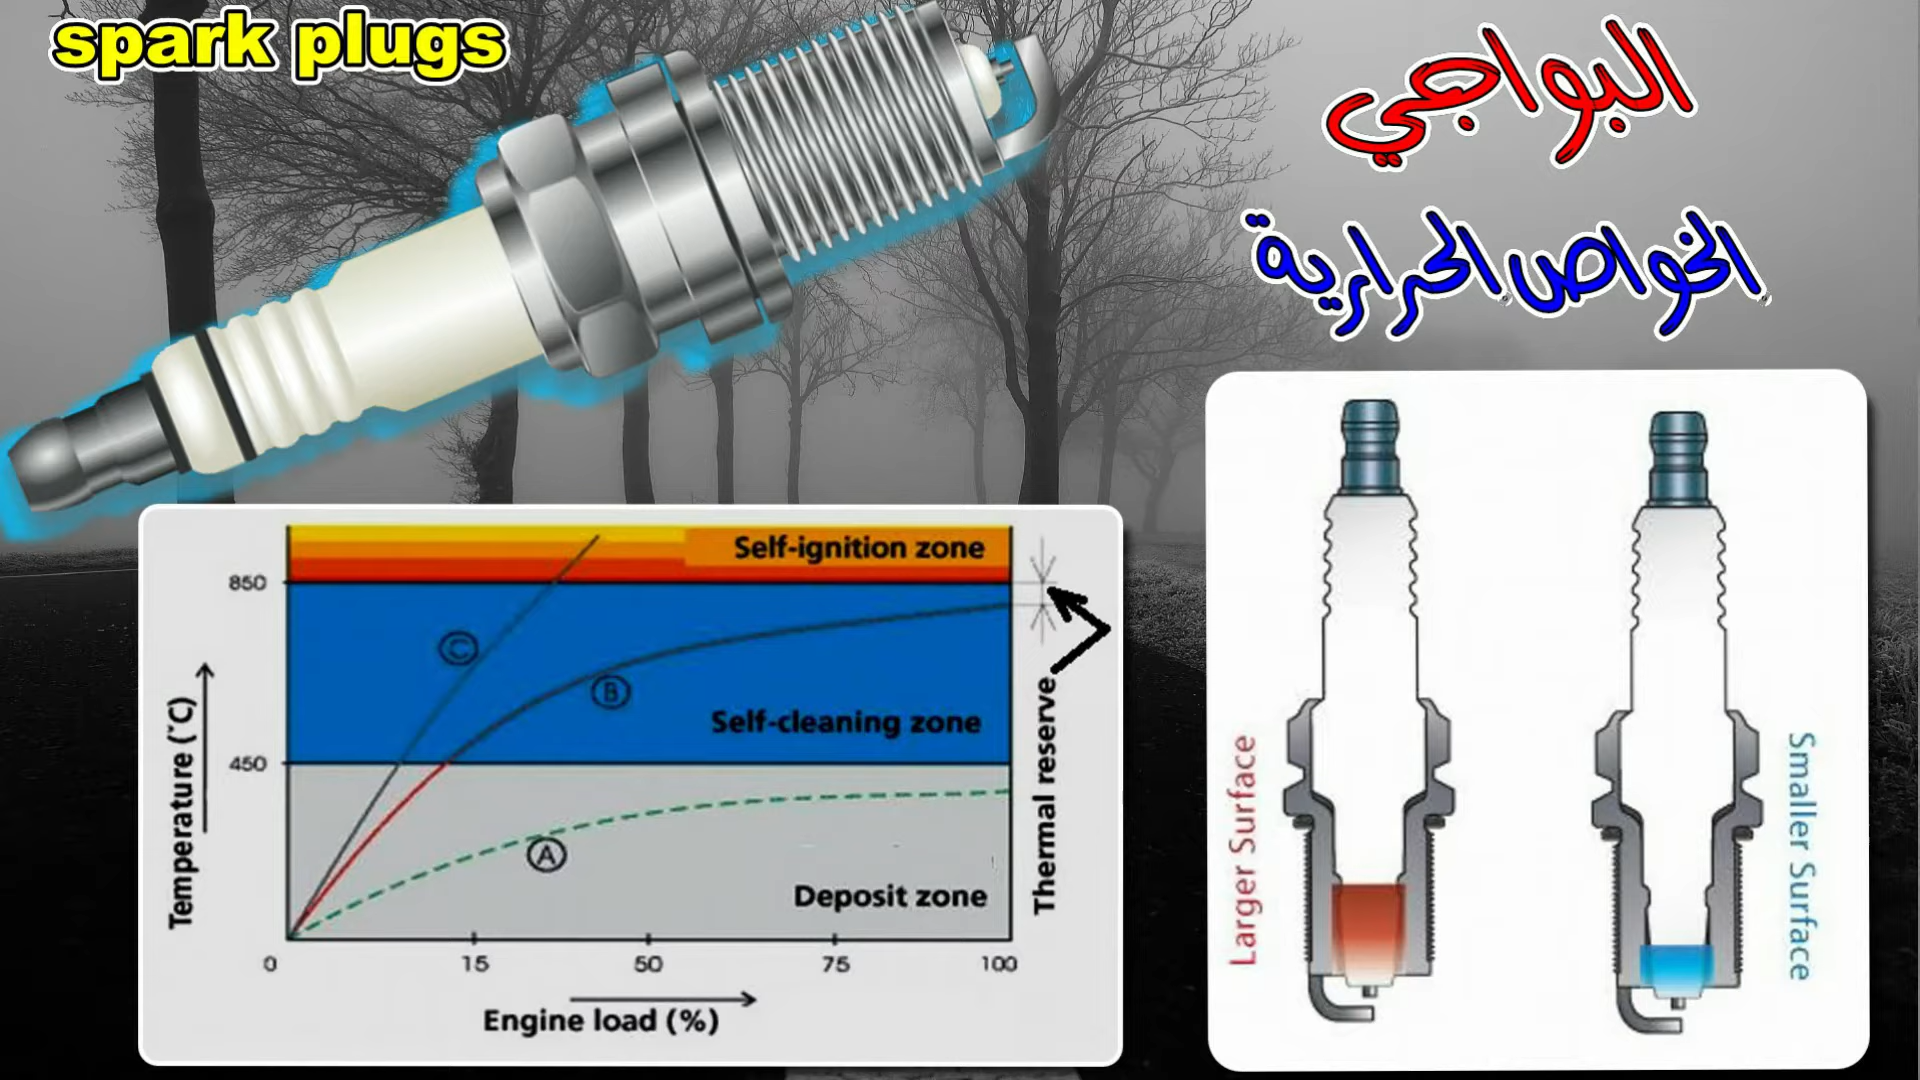 spark plugs
البواجي
الخواص الحرارية
Self-ignition zone
850
C
B
Self-cleaning zone
450
A
Deposit zone
Temperature (°C)
Thermal reserve
0 15 50 75 100
Engine load (%)
Larger Surface
Smaller Surface